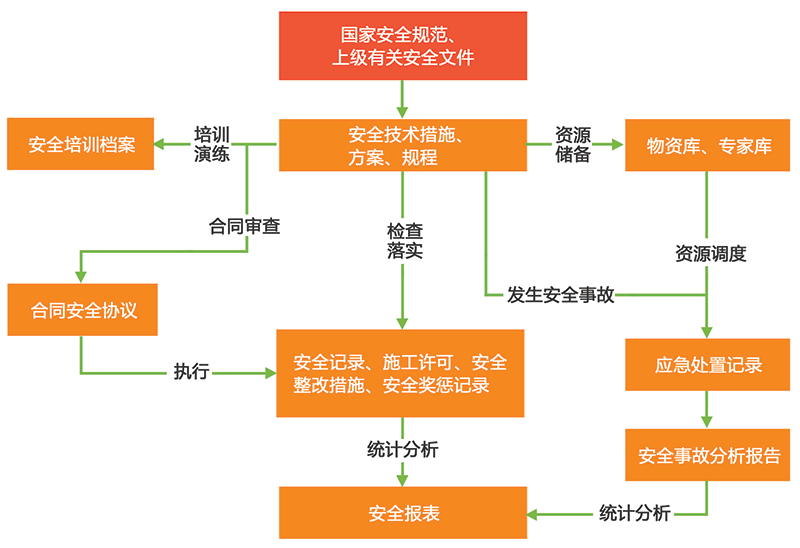 国家安全规范、
上级有关安全文件
安全培训档案
培训
演练
安全技术措施、
方案、规程
资源
储备
物资库、专家库
合同审查
检查
落实
资源调度
合同安全协议
发生安全事故
执行
安全记录、施工许可、安全
整改措施、安全奖惩记录
应急处置记录
统计分析
安全事故分析报告
安全报表
统计分析